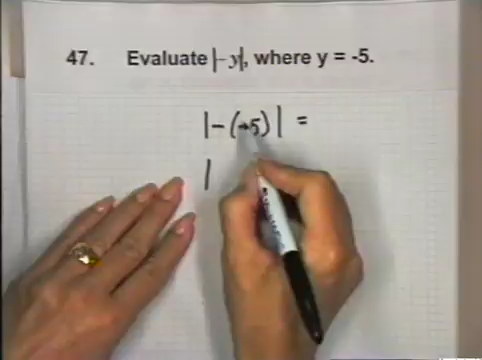 47. Evaluate |-y|, where y = -5.
|-(-5)| =
|